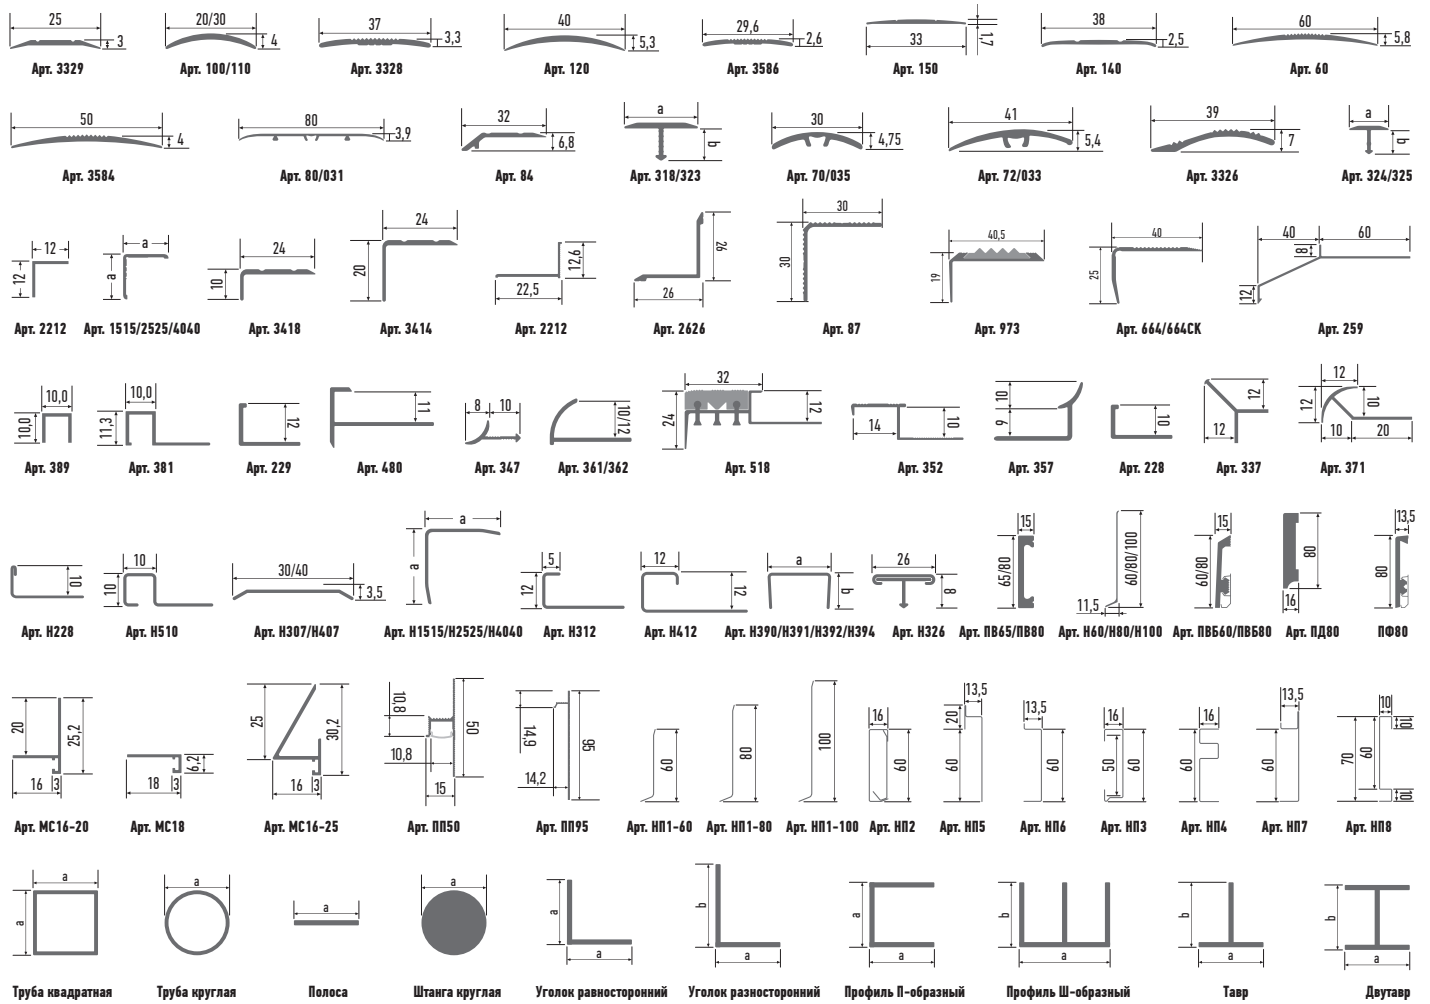 25 3 20/30 4 37 3,3 40 5,3 29,6 2,6 33 1,7 38 2,5 60 5,8
Арт. 3329 Арт. 100/110 Арт. 3328 Арт. 120 Арт. 3586 Арт. 150 Арт. 140 Арт. 60
50 4 80 3,9 32 6,8 a b 30 4,75 41 5,4 39 7 a b
Арт. 3584 Арт. 80/031 Арт. 84 Арт. 318/323 Арт. 70/035 Арт. 72/033 Арт. 3326 Арт. 324/325
12 12 a a 24 10 24 20 22,5 12,6 26 26 30 30 40,5 19 40 25 40 60 8 12
Арт. 2212 Арт. 1515/2525/4040 Арт. 3418 Арт. 3414 Арт. 2212 Арт. 2626 Арт. 87 Арт. 973 Арт. 664/664СК Арт. 259
10,0 10,0 10,0 11,3 12 11 8 10 10/12 32 24 12 14 10 10 9 10 12 12 12 12 10 10 20
Арт. 389 Арт. 381 Арт. 229 Арт. 480 Арт. 347 Арт. 361/362 Арт. 518 Арт. 352 Арт. 357 Арт. 228 Арт. 337 Арт. 371
10 10 10 30/40 3,5 a a 5 12 12 12 a b 26 8 15 65/80 60/80/100 11,5 15 60/80 80 16 13,5 80
Арт. Н228 Арт. Н510 Арт. Н307/Н407 Арт. Н1515/Н2525/Н4040 Арт. Н312 Арт. Н412 Арт. Н390/Н391/Н392/Н394 Арт. Н326 Арт. ПВ65/ПВ80 Арт. Н60/Н80/Н100 Арт. ПВБ60/ПВБ80 Арт. ПД80 ПФ80
20 25,2 16 3 6,2 18 3 25 30,2 16 3 10,8 50 10,8 15 14,9 95 14,2 60 80 100 16 60 13,5 20 60 13,5 60 16 50 60 16 60 13,5 60 10 10 70 60 10
Арт. МС16-20 Арт. МС18 Арт. МС16-25 Арт. ПП50 Арт. ПП95 Арт. НП1-60 Арт. НП1-80 Арт. НП1-100 Арт. НП2 Арт. НП5 Арт. НП6 Арт. НП3 Арт. НП4 Арт. НП7 Арт. НП8
a a a a a a a b a a a b a b a b a
Труба квадратная Труба круглая Полоса Штанга круглая Уголок равносторонний Уголок разносторонний Профиль П-образный Профиль Ш-образный Тавр Двутавр